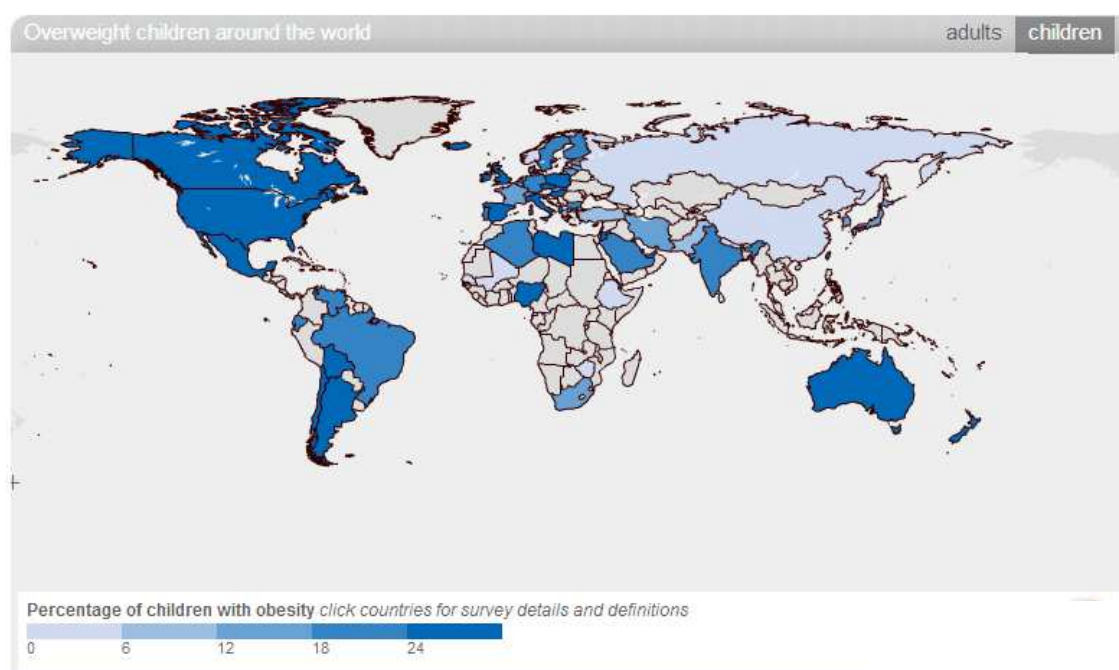 Overweight children around the world
adults children
Percentage of children with obesity click countries for survey details and definitions
0 6 12 18 24